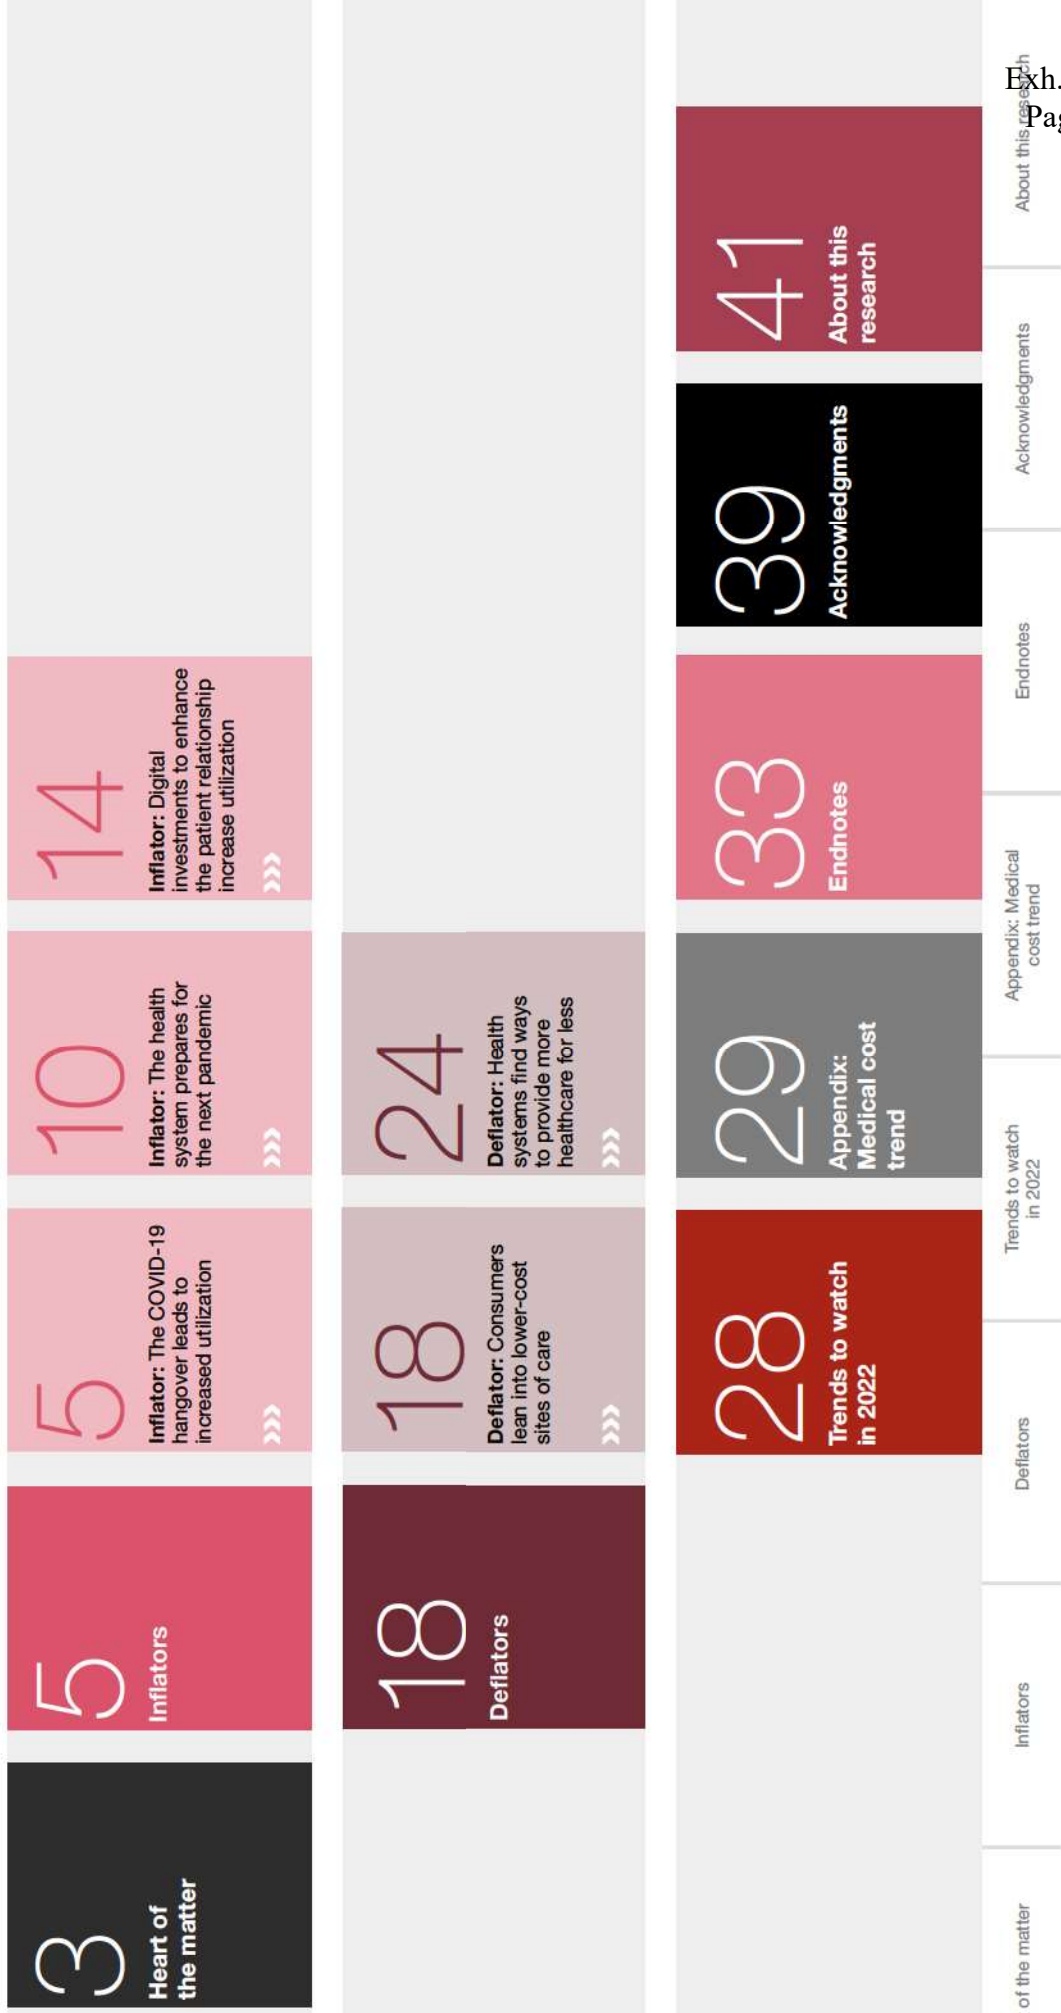 3
Heart of
the matter
5
Inflators
5
Inflator: The COVID-19
hangover leads to
increased utilization
10
Inflator: The health
system prepares for
the next pandemic
14
Inflator: Digital
investments to enhance
the patient relationship
increase utilization
18
Deflators
18
Deflator: Consumers
lean into lower-cost
sites of care
24
Deflator: Health
systems find ways
to provide more
healthcare for less
28
Trends to watch
in 2022
29
Appendix:
Medical cost
trend
33
Endnotes
39
Acknowledgments
41
About this
research
of the matter
Inflators
Deflators
Trends to watch
in 2022
Appendix: Medical
cost trend
Endnotes
Acknowledgments
About this research
Exh.
Pag